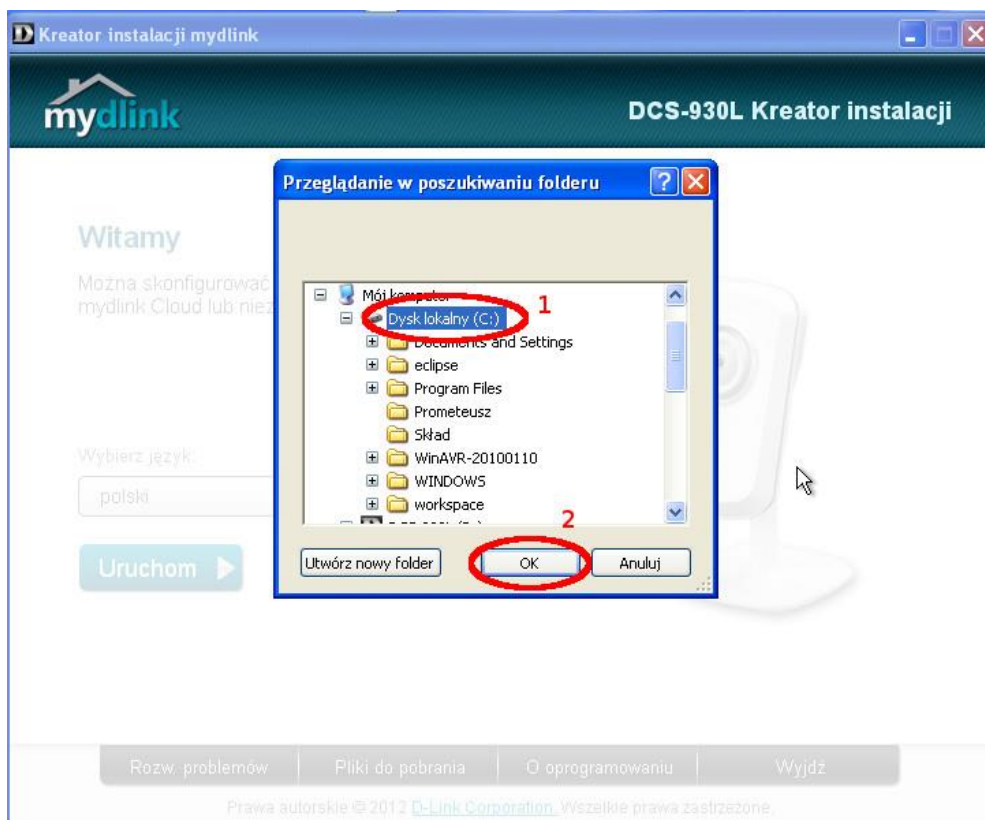 Kreator instalacji mydlink
mydlink
DCS-930L Kreator instalacji
Przeglądanie w poszukiwaniu folderu
Witamy
Można skonfigurować
mydlink Cloud lub niez
Mój komputer
Dysk lokalny (C:)
1
Documents and Settings
eclipse
Program Files
Prometeusz
Skład
WinAVR-20100110
WINDOWS
workspace
2
Wybierz język:
polski
Utwórz nowy folder
OK
Anuluj
Uruchom
Rozw. problemów
Pliki do pobrania
O oprogramowaniu
Wyjdź
Prawa autorskie © 2012 D-Link Corporation. Wszelkie prawa zastrzeżone.